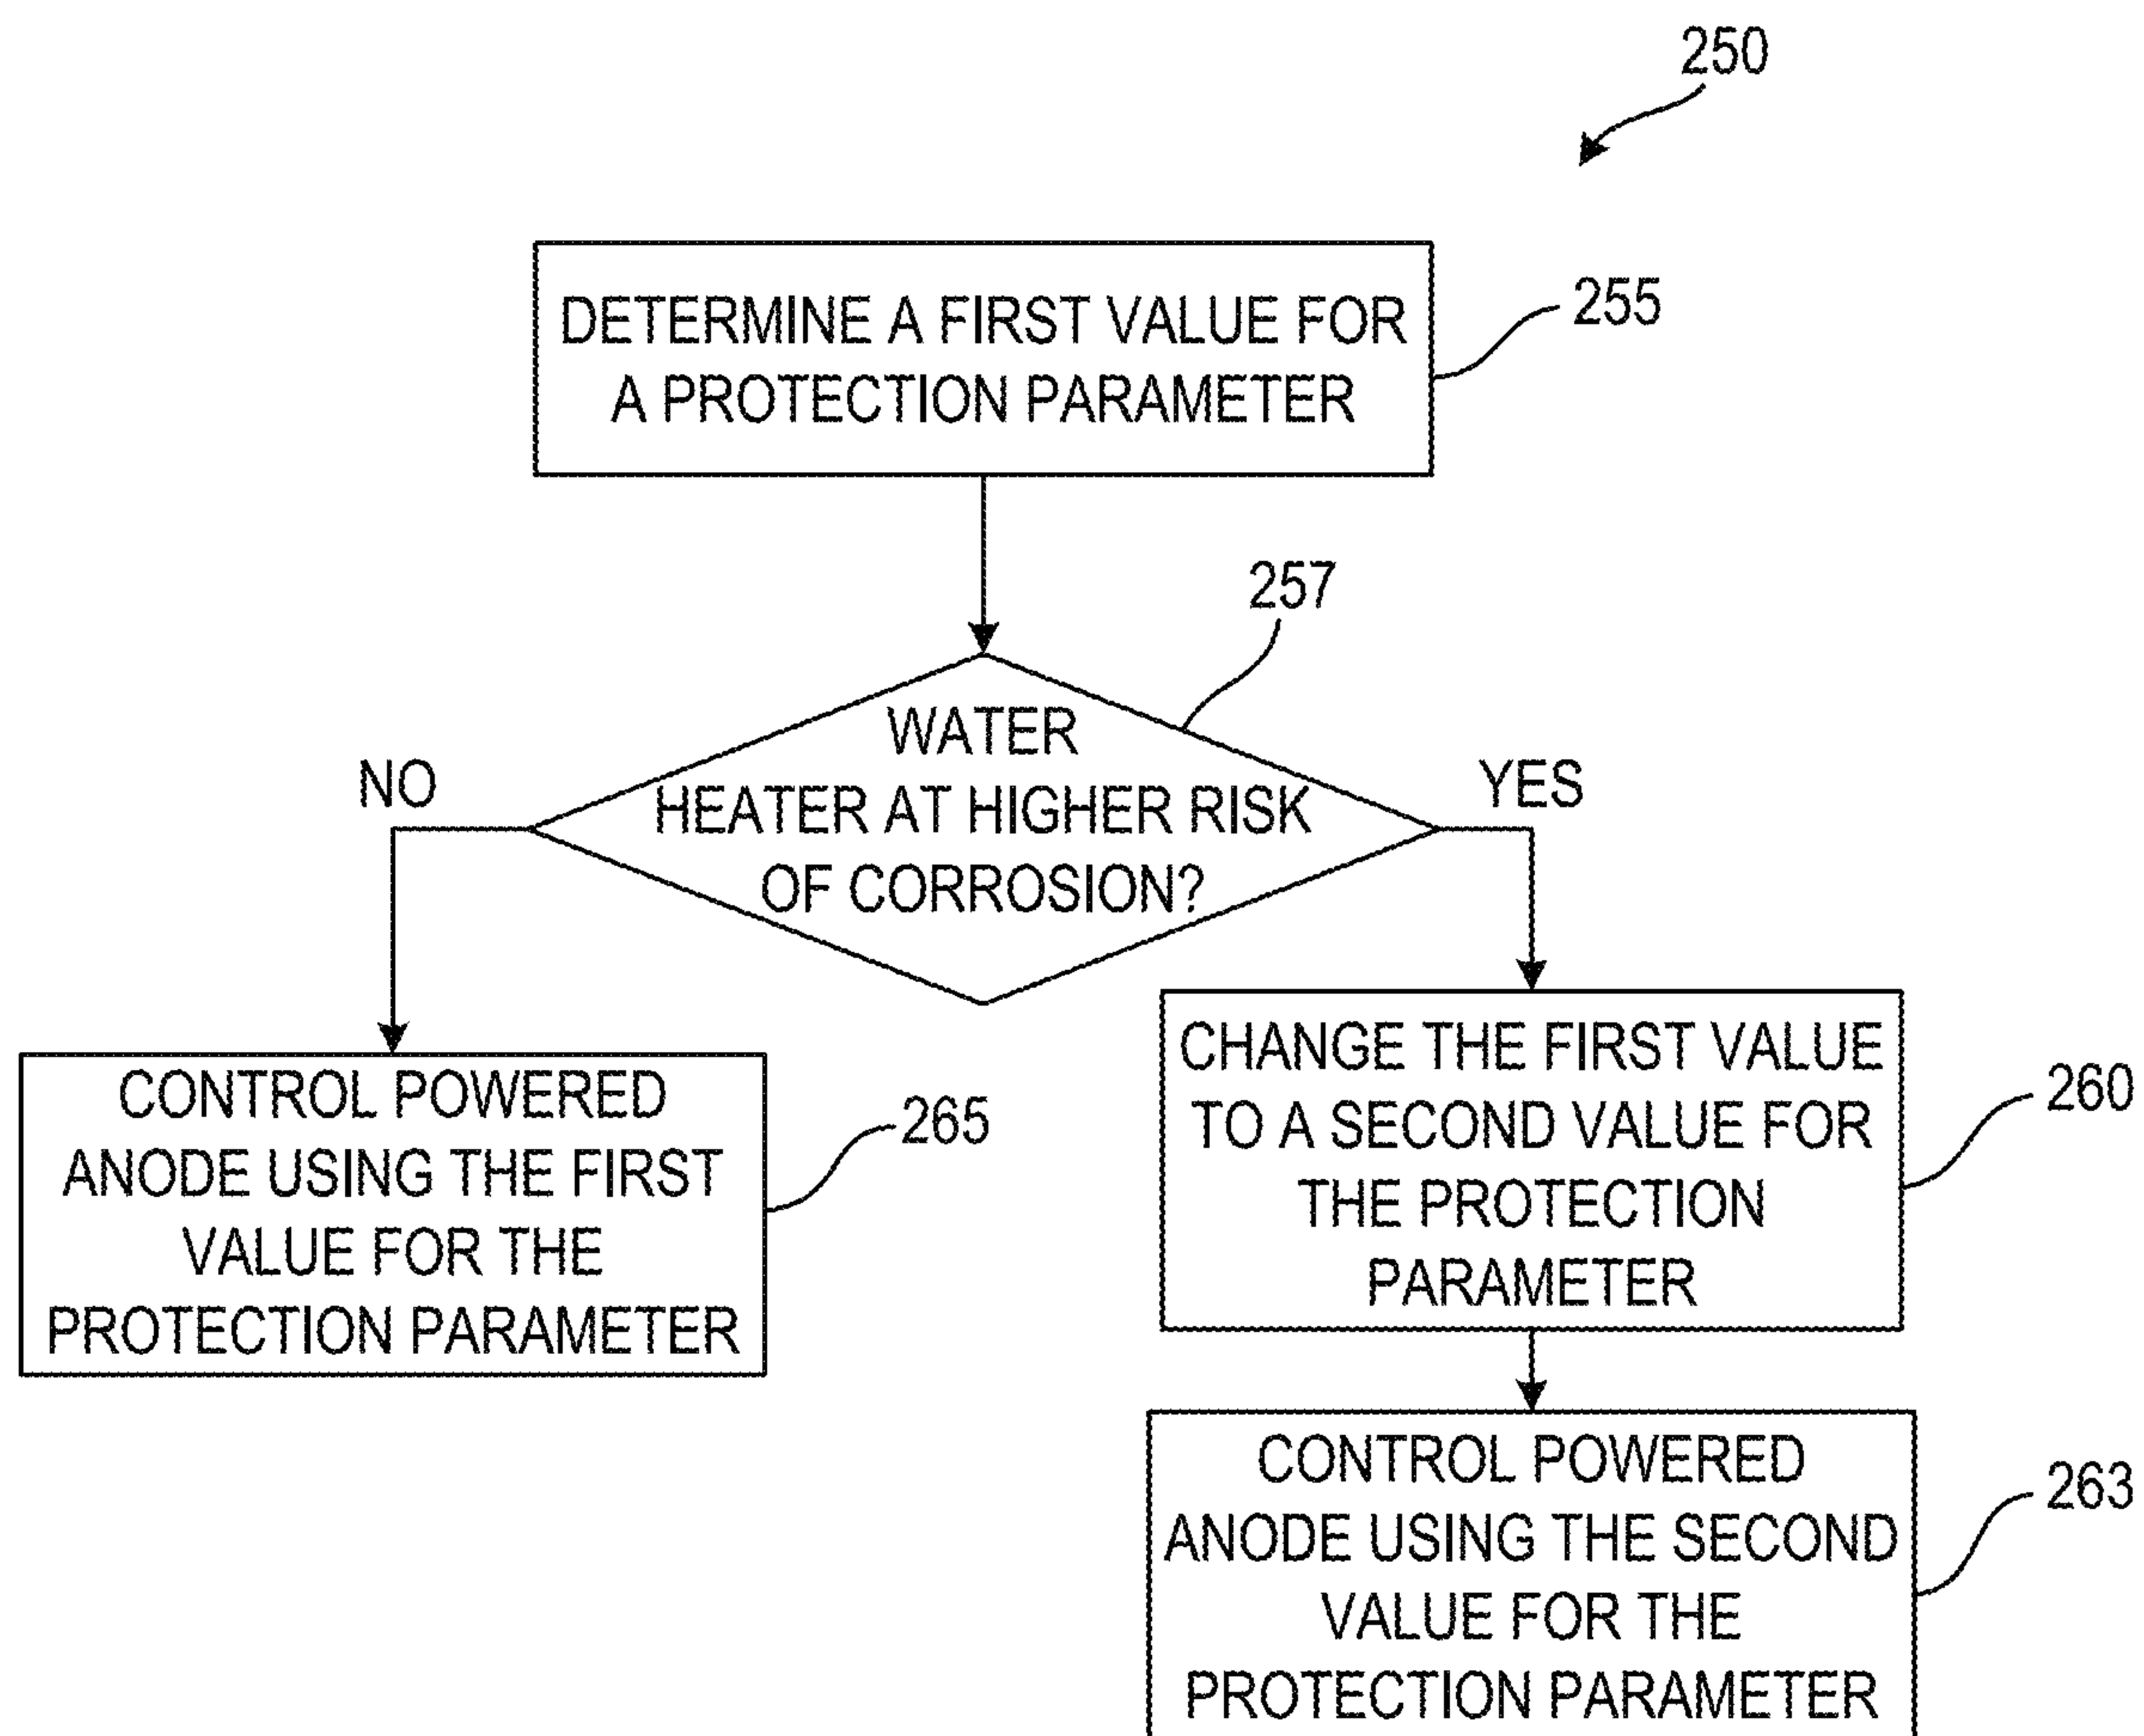 250
DETERMINE A FIRST VALUE FOR
A PROTECTION PARAMETER
255
257
WATER
HEATER AT HIGHER RISK
OF CORROSION?
NO
YES
CONTROL POWERED
ANODE USING THE FIRST
VALUE FOR THE
PROTECTION PARAMETER
265
CHANGE THE FIRST VALUE
TO A SECOND VALUE FOR
THE PROTECTION
PARAMETER
260
CONTROL POWERED
ANODE USING THE SECOND
VALUE FOR THE
PROTECTION PARAMETER
263